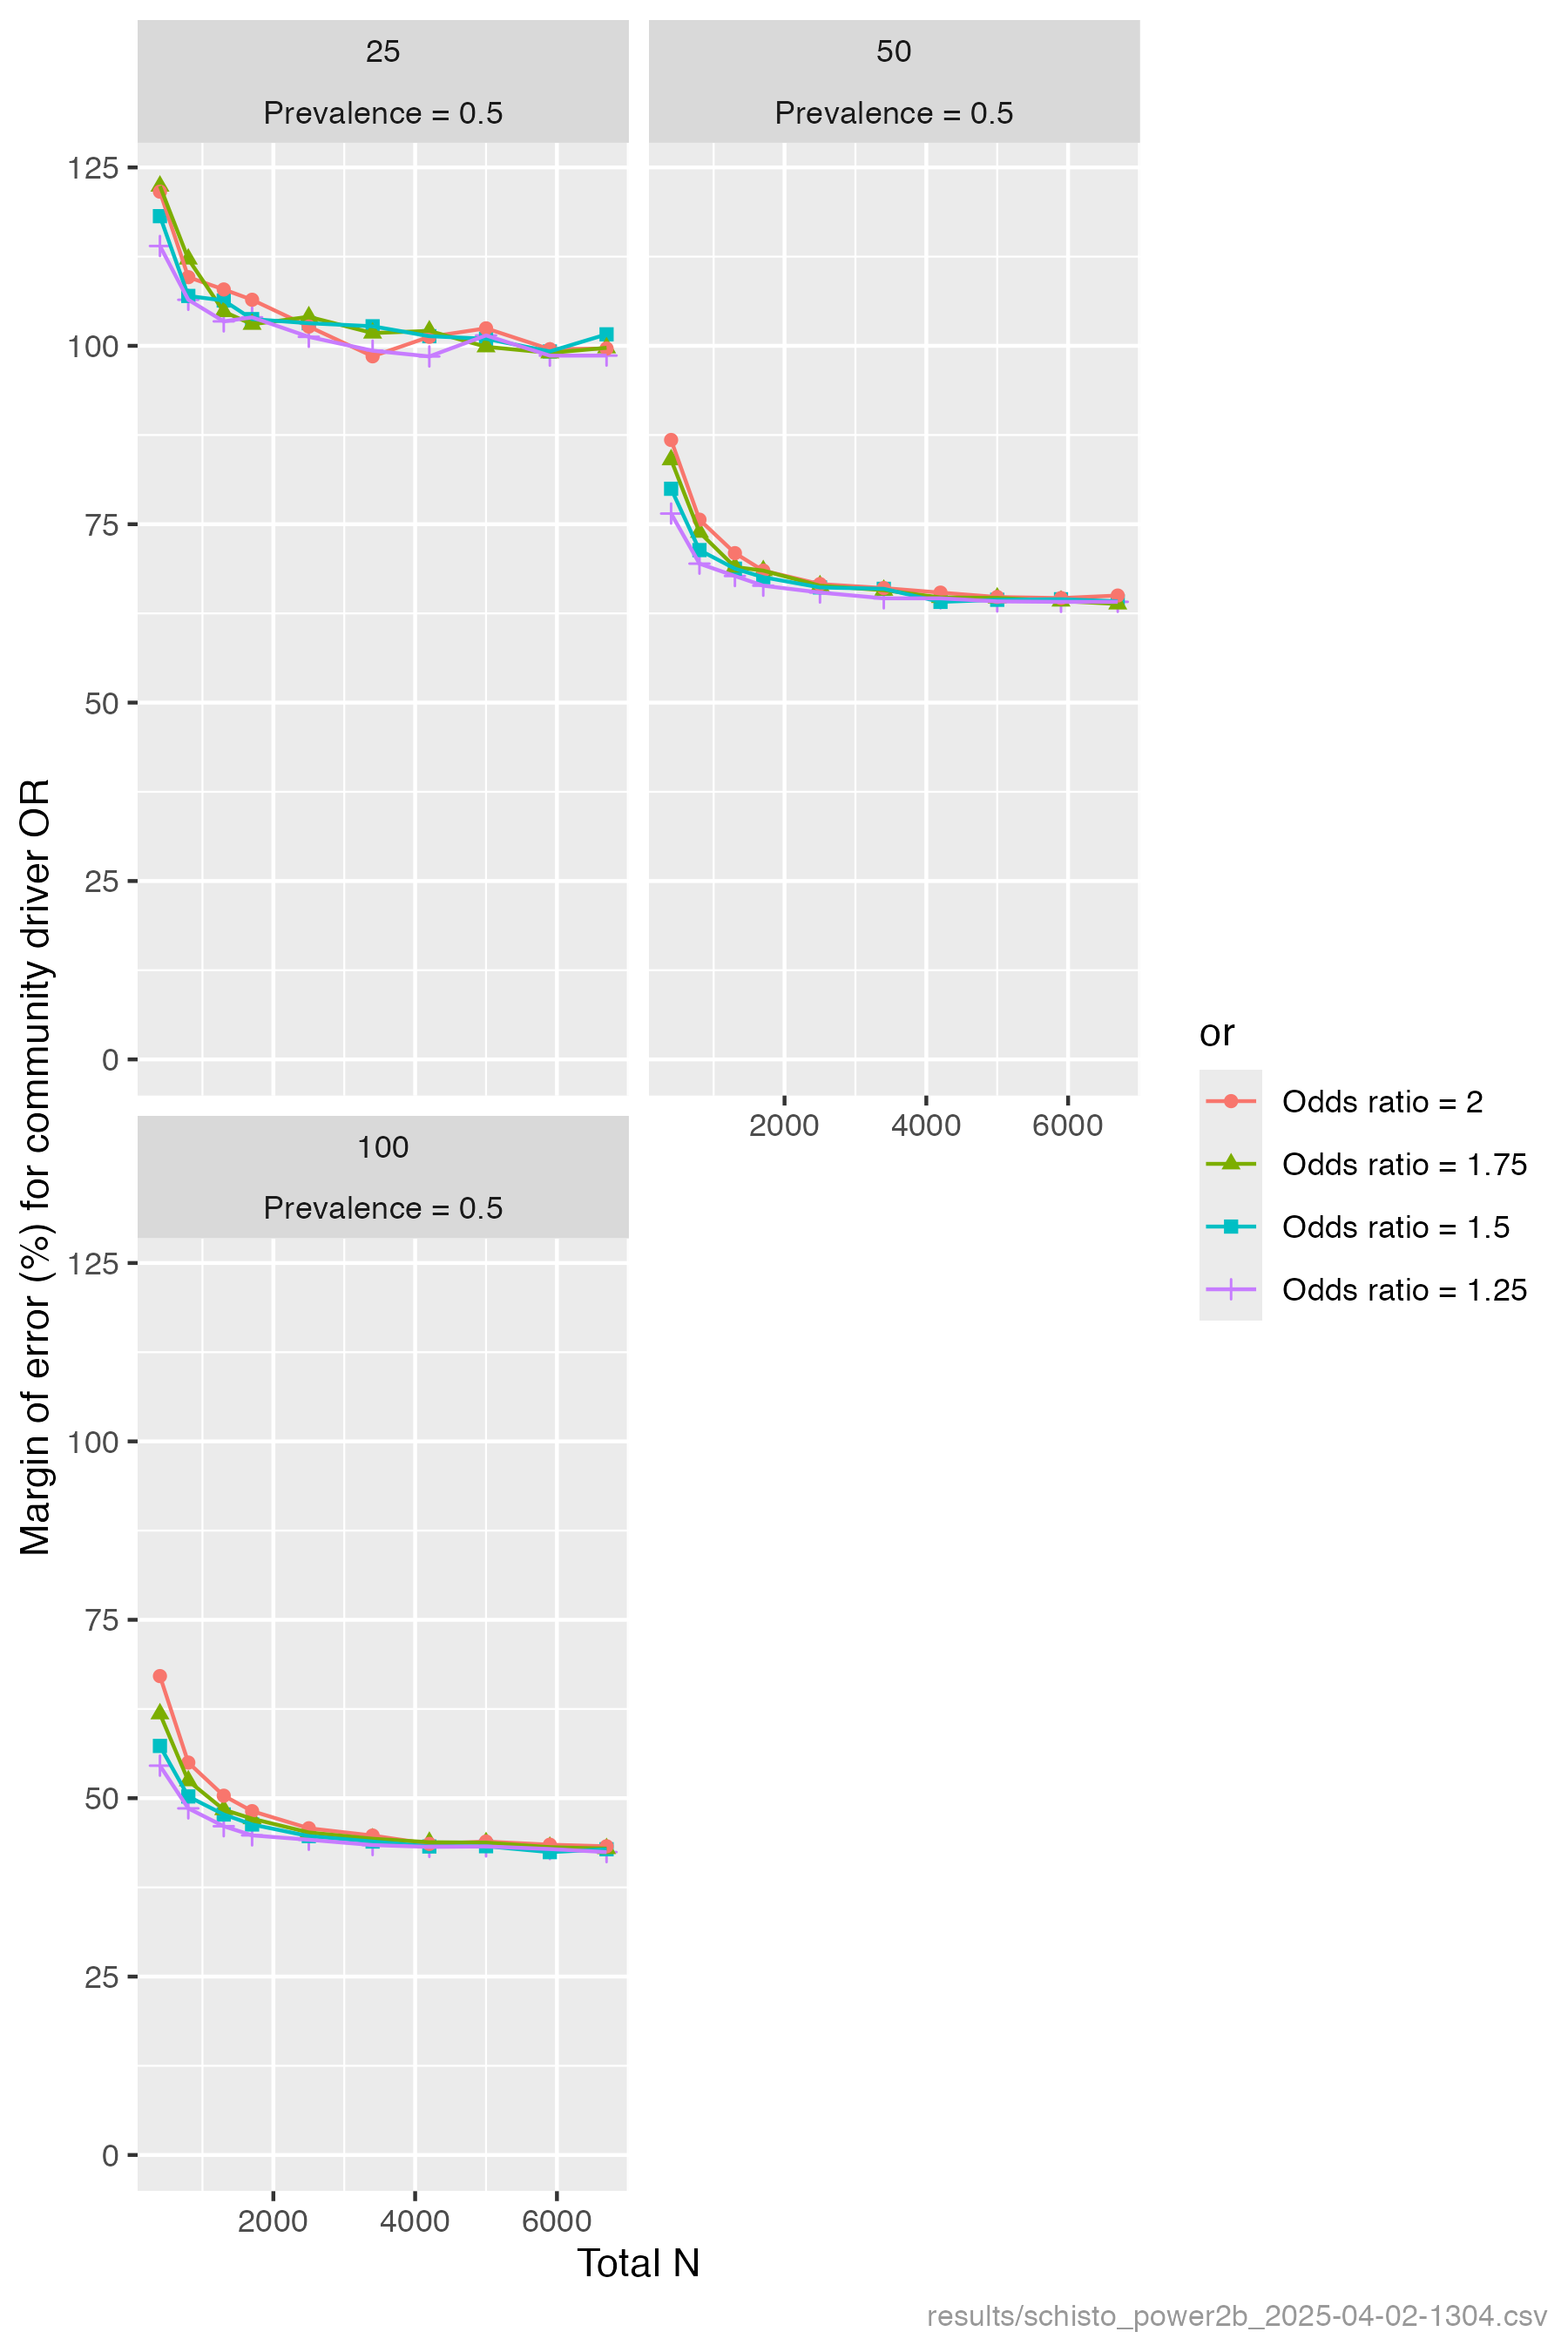 25
50
Prevalence = 0.5
Prevalence = 0.5
125
100
75
50
25
0
2000
4000
6000
100
Prevalence = 0.5
125
100
75
50
25
0
2000
4000
6000
Total N
Margin of error (%) for community driver OR
or
Odds ratio = 2
Odds ratio = 1.75
Odds ratio = 1.5
Odds ratio = 1.25
results/schisto_power2b_2025-04-02-1304.csv